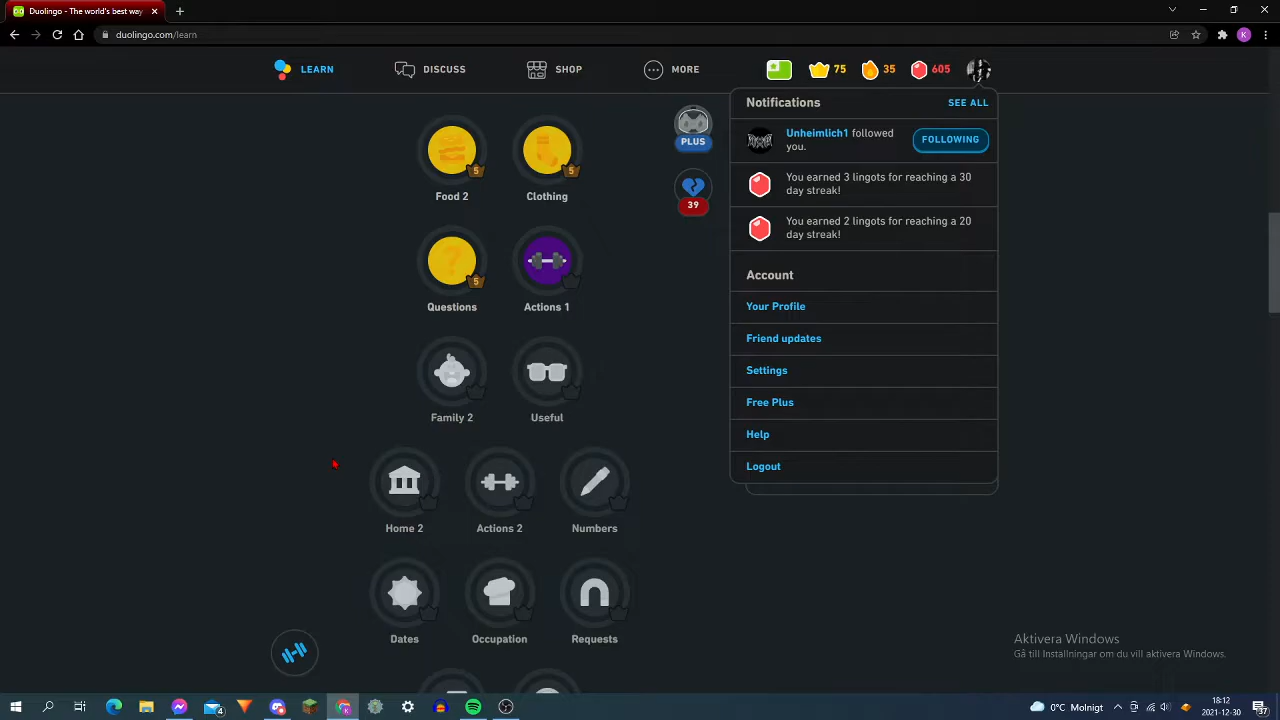 Duolingo - The world's best way
duolingo.com/learn
K
LEARN
DISCUSS
SHOP
MORE
75
35
605
PLUS
39
Food 2
Clothing
5
5
Questions
Actions 1
5
Family 2
Useful
Home 2
Actions 2
Numbers
Dates
Occupation
Requests
Notifications
SEE ALL
Unheimlich1 followed
you.
FOLLOWING
You earned 3 lingots for reaching a 30
day streak!
You earned 2 lingots for reaching a 20
day streak!
Account
Your Profile
Friend updates
Settings
Free Plus
Help
Logout
Aktivera Windows
Gå till Inställningar om du vill aktivera Windows.
4
0°C Molnigt
18:12
2021-12-30